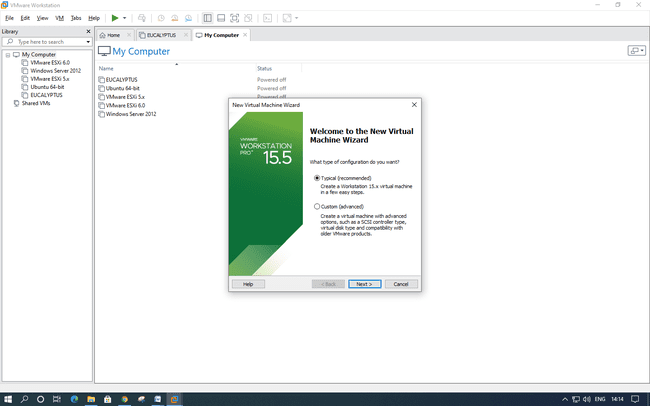 VMware Workstation
File Edit View VM Tabs Help
Library
Type here to search
My Computer
VMware ESXi 6.0
Windows Server 2012
VMware ESXi 5.x
Ubuntu 64-bit
EUCALYPTUS
Shared VMs
Home
EUCALYPTUS
My Computer
My Computer
Name Status
EUCALYPTUS Powered off
Ubuntu 64-bit Powered off
VMware ESXi 5.x Powered off
VMware ESXi 6.0
Windows Server 2012
New Virtual Machine Wizard
VMWARE
WORKSTATION
PRO™ 15.5
Welcome to the New Virtual
Machine Wizard
What type of configuration do you want?
Typical (recommended)
Create a Workstation 15.x virtual machine
in a few easy steps.
Custom (advanced)
Create a virtual machine with advanced
options, such as a SCSI controller type,
virtual disk type and compatibility with
older VMware products.
Help < Back Next > Cancel
ENG 14:14